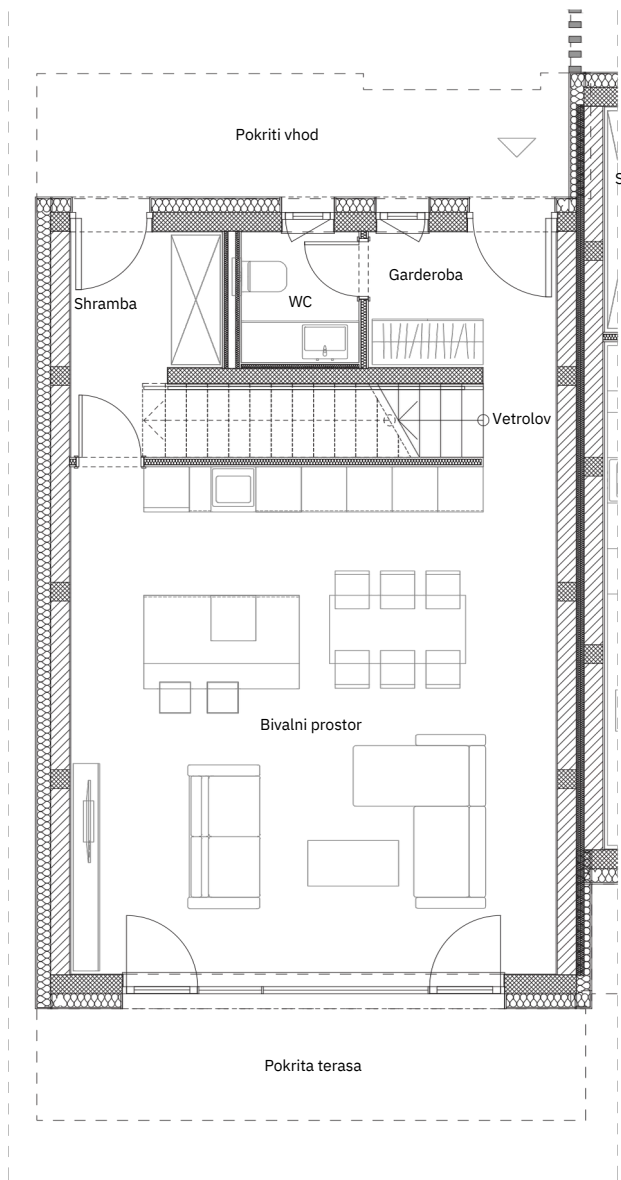 Pokriti vhod
Garderoba
WC
Shramba
Vetrolov
Bivalni prostor
Pokrita terasa